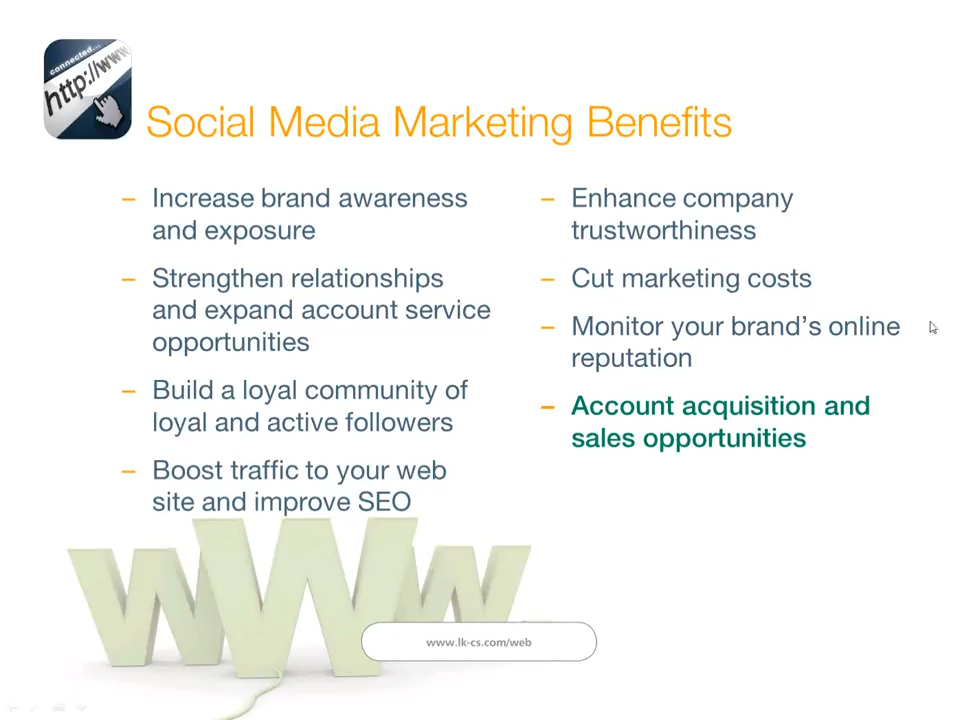 connected...
http://www.
Social Media Marketing Benefits
– Increase brand awareness
and exposure
– Strengthen relationships
and expand account service
opportunities
– Build a loyal community of
loyal and active followers
– Boost traffic to your web
site and improve SEO
– Enhance company
trustworthiness
– Cut marketing costs
– Monitor your brand’s online
reputation
– Account acquisition and
sales opportunities
www
www.lk-cs.com/web